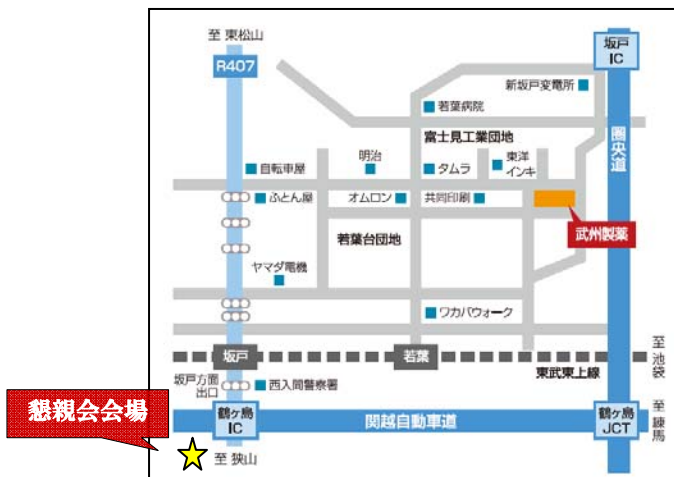 至 東松山
R407
坂戸
IC
新坂戸変電所
若葉病院
富士見工業団地
圏央道
自転車屋
明治
タムラ
東洋
インキ
ふとん屋
オムロン
共同印刷
武州製薬
若葉台団地
ヤマダ電機
ワカバウォーク
坂戸
若葉
東武東上線
至 池袋
坂戸方面
出口
西入間警察署
懇親会会場
鶴ヶ島
IC
関越自動車道
鶴ヶ島
JCT
至 練馬
至 狭山